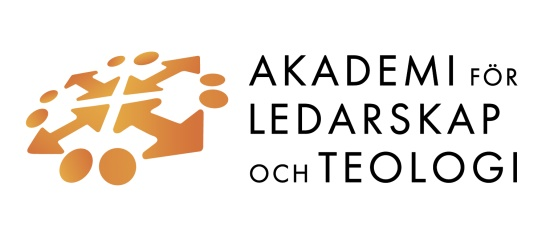 AKADEMI FÖR
LEDARSKAP
OCH TEOLOGI